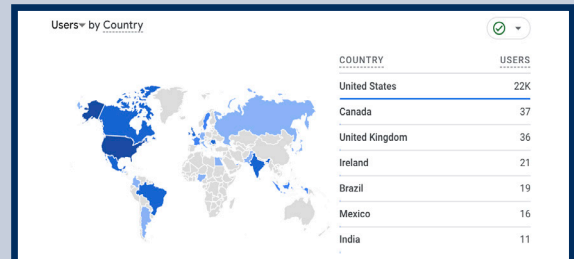 Users by Country
COUNTRY USERS
United States 22K
Canada 37
United Kingdom 36
Ireland 21
Brazil 19
Mexico 16
India 11